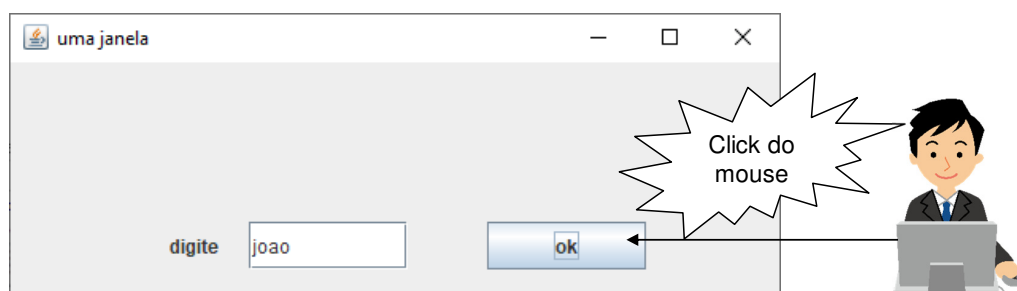 uma janela
Click do
mouse
digite
joao
ok